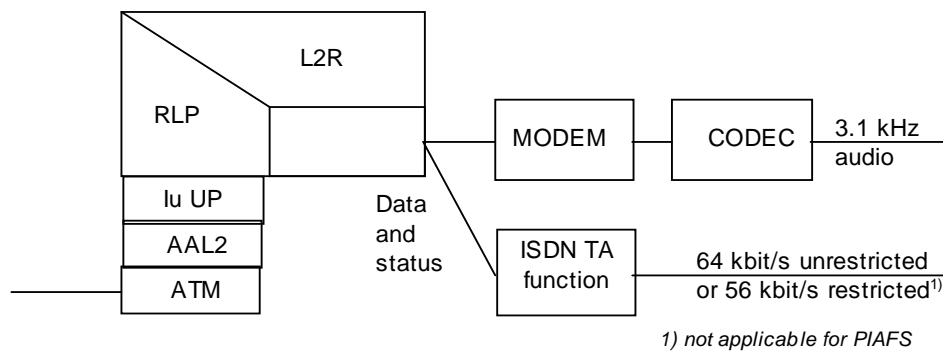 L2R
RLP
MODEM
CODEC
3.1 kHz
audio
Iu UP
AAL2
ATM
Data
and
status
ISDN TA
function
64 kbit/s unrestricted
or 56 kbit/s restricted1)
1) not applicable for PIAFS